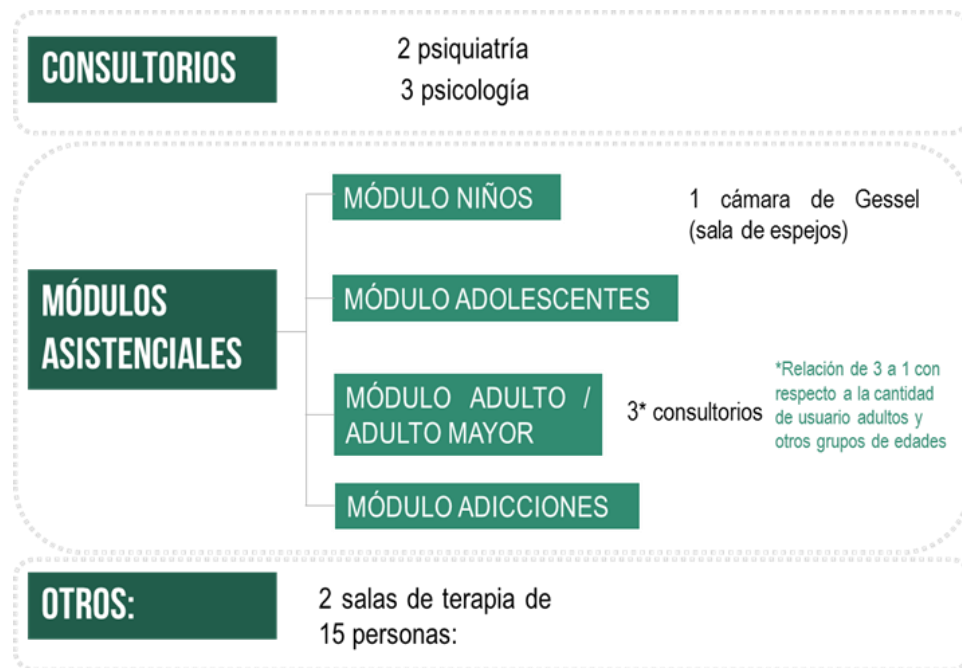 CONSULTORIOS
2 psiquiatría
3 psicología
MÓDULOS
ASISTENCIALES
MÓDULO NIÑOS
1 cámara de Gessel
(sala de espejos)
MÓDULO ADOLESCENTES
MÓDULO ADULTO /
ADULTO MAYOR
3* consultorios
*Relación de 3 a 1 con
respecto a la cantidad
de usuario adultos y
otros grupos de edades
MÓDULO ADICCIONES
OTROS:
2 salas de terapia de
15 personas: